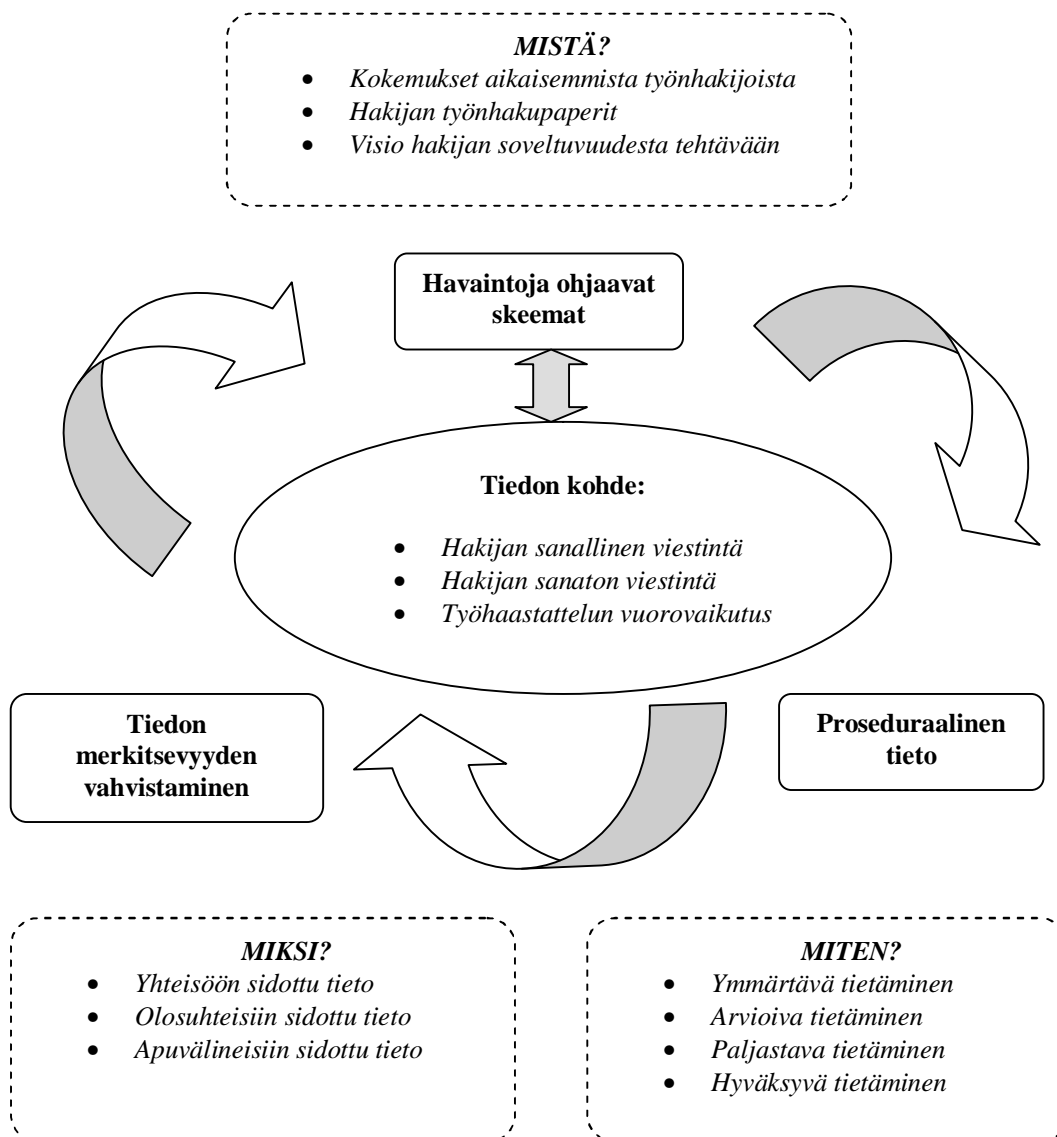 MISTÄ?
• Kokemukset aikaisemmista työnhakijoista
• Hakijan työnhakupaperit
• Visio hakijan soveltuvuudesta tehtävään
Havaintoja ohjaavat
skeemat
Tiedon kohde:
• Hakijan sanallinen viestintä
• Hakijan sanaton viestintä
• Työhaastattelun vuorovaikutus
Tiedon
merkitsevyyden
vahvistaminen
Proseduraalinen
tieto
MIKSI?
• Yhteisöön sidottu tieto
• Olosuhteisiin sidottu tieto
• Apuvälineisiin sidottu tieto
MITEN?
• Ymmärtävä tietäminen
• Arvioiva tietäminen
• Paljastava tietäminen
• Hyväksyvä tietäminen